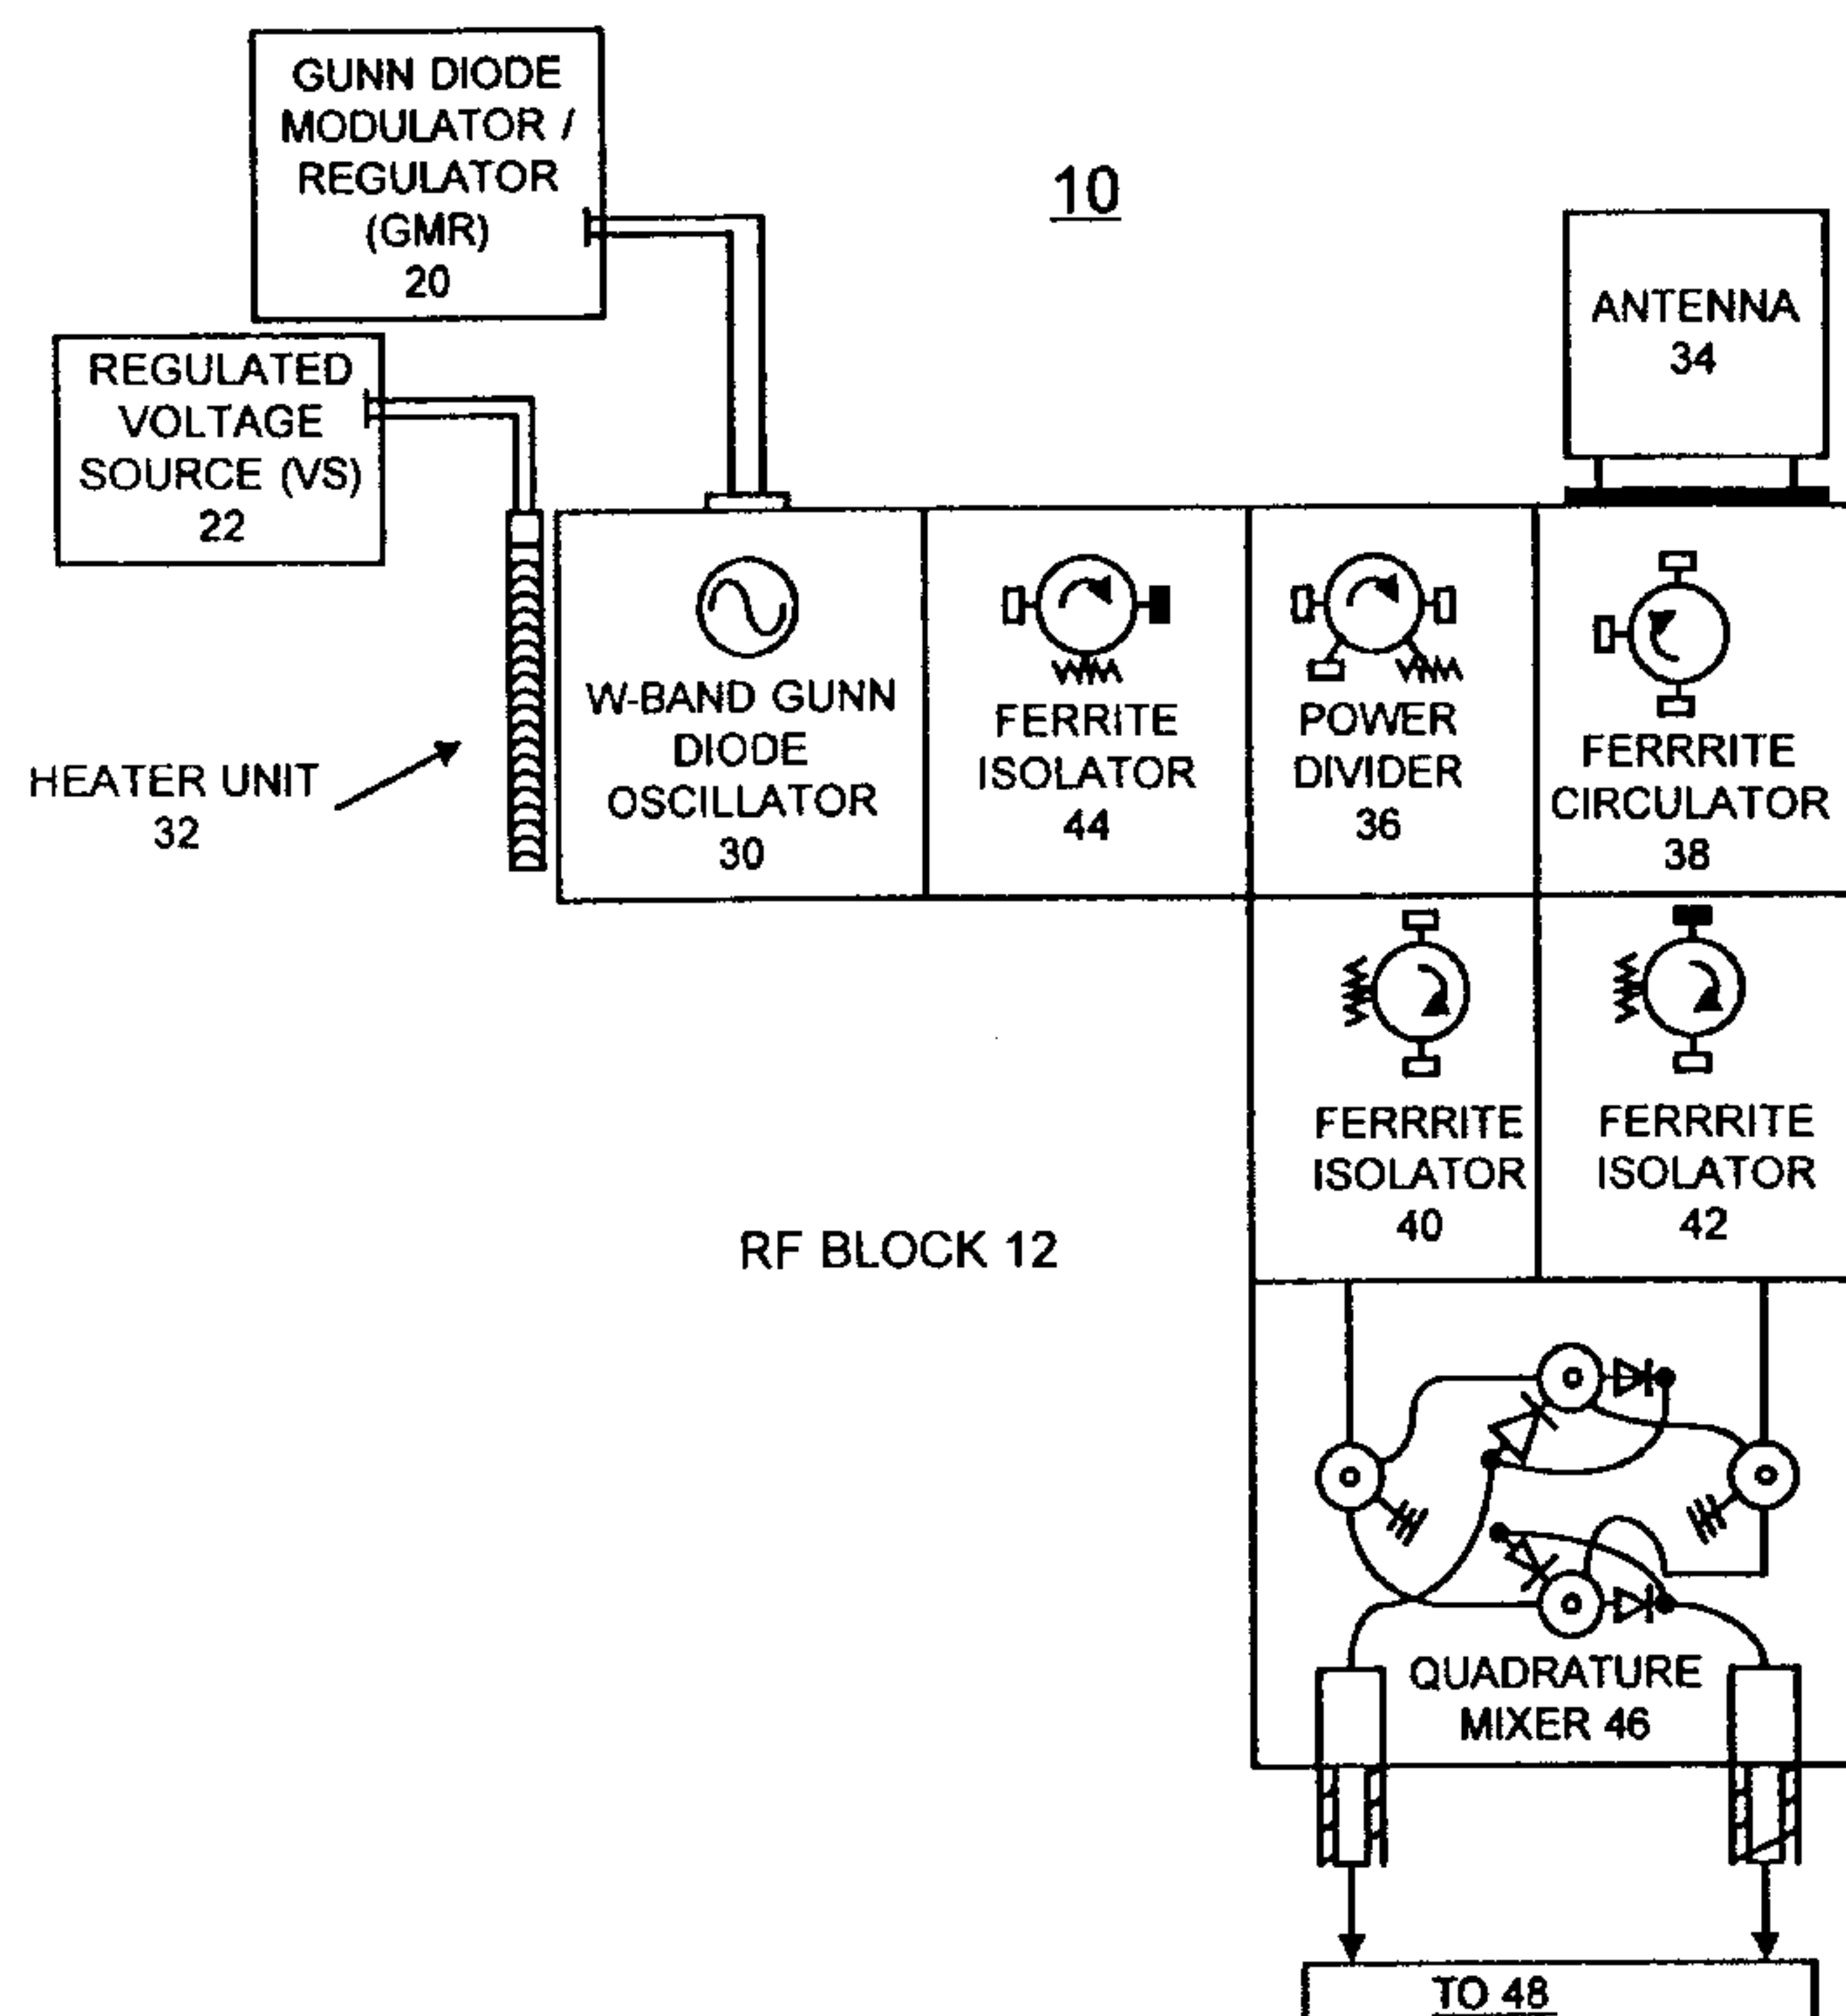 GUNN DIODE
MODULATOR /
REGULATOR
(GMR)
20
10
ANTENNA
34
REGULATED
VOLTAGE
SOURCE (VS)
22
HEATER UNIT
32
W-BAND GUNN
DIODE
OSCILLATOR
30
FERRITE
ISOLATOR
44
POWER
DIVIDER
36
FERRRITE
CIRCULATOR
38
FERRRITE
ISOLATOR
40
FERRRITE
ISOLATOR
42
RF BLOCK 12
QUADRATURE
MIXER 46
TO 48